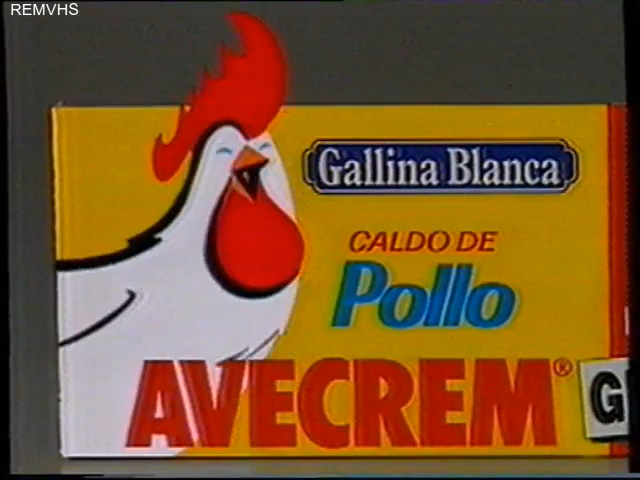 REMVHS
Gallina Blanca
CALDO DE
Pollo
AVECREM®
G